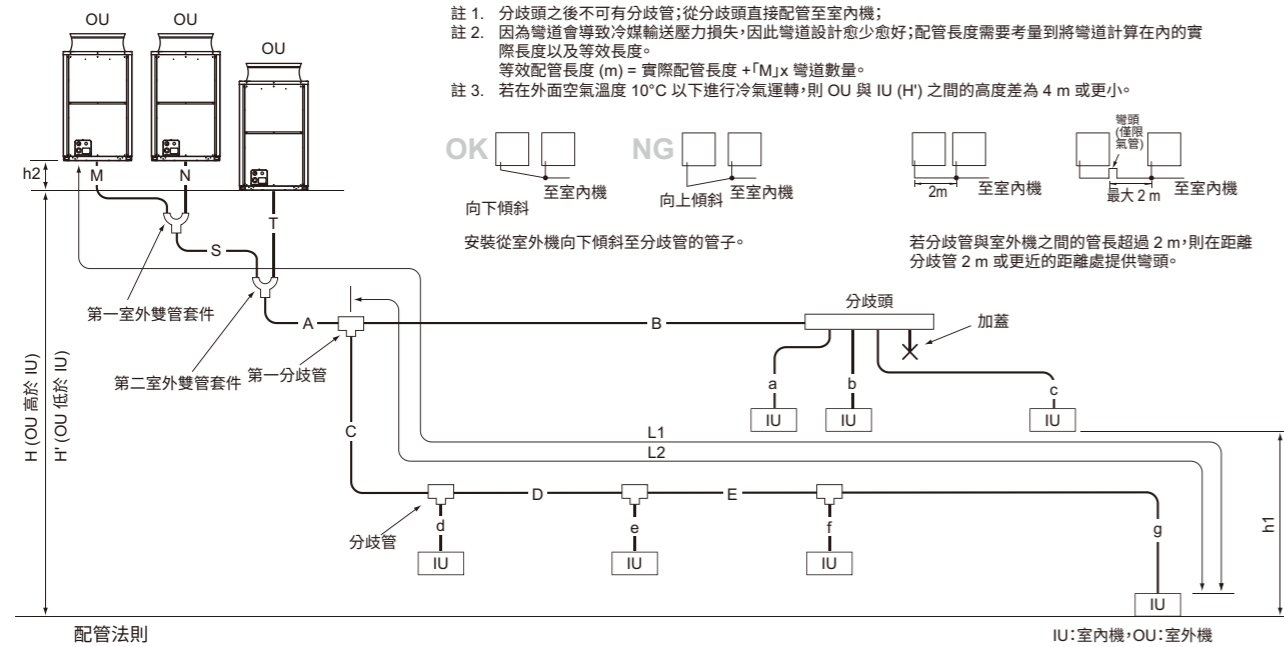 註 1. 分歧頭之後不可有分歧管;從分歧頭直接配管至室內機;
註 2. 因為彎道會導致冷媒輸送壓力損失,因此彎道設計愈少愈好;配管長度需要考量到將彎道計算在內的實
際長度以及等效長度。
等效配管長度 (m) = 實際配管長度 +「M」x 彎道數量。
註 3. 若在外面空氣溫度 10°C 以下進行冷氣運轉,則 OU 與 IU (H') 之間的高度差為 4 m 或更小。
OU
OU
OU
OK
至室內機
向下傾斜
NG
至室內機
向上傾斜
安裝從室外機向下傾斜至分歧管的管子。
2m
至室內機
彎頭
(僅限
氣管)
最大 2 m
至室內機
若分歧管與室外機之間的管長超過 2 m,則在距離
分歧管 2 m 或更近的距離處提供彎頭。
h2
M
N
T
S
第一室外雙管套件
第二室外雙管套件
第一分歧管
A
B
分歧頭
加蓋
a
b
c
IU
IU
IU
H (OU 高於 IU)
H' (OU 低於 IU)
C
L1
L2
D
E
分歧管
d
e
f
g
IU
IU
IU
IU
h1
配管法則
IU:室內機,OU:室外機